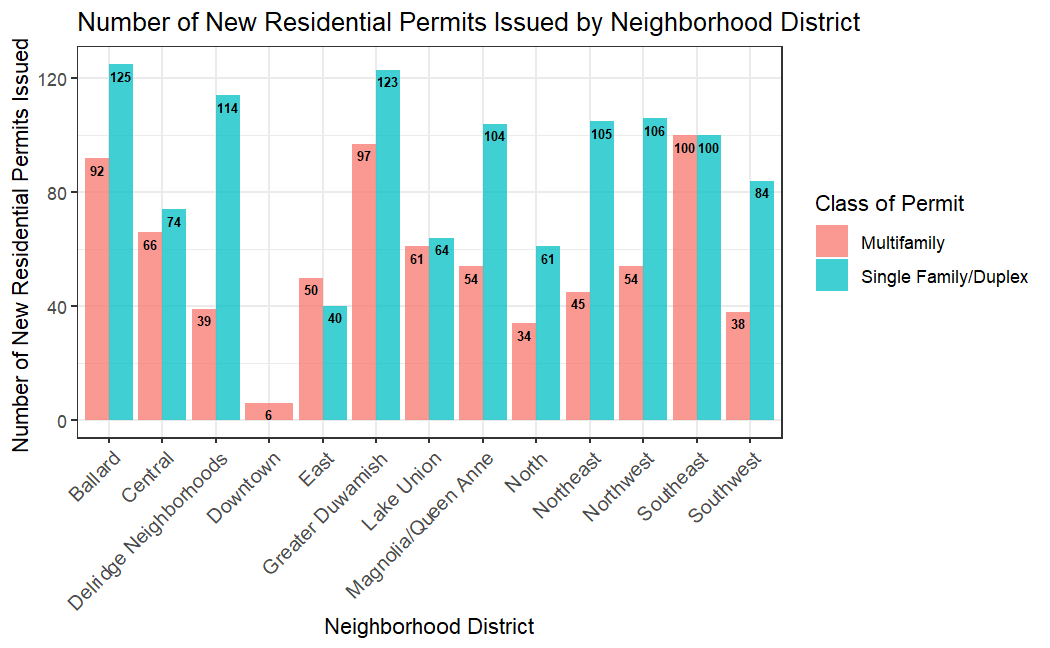 Number of New Residential Permits Issued by Neighborhood District
Number of New Residential Permits Issued
120
80
40
0
92
125
66
74
39
114
6
50
40
97
123
61
64
54
104
34
61
45
105
54
106
100
100
38
84
Ballard
Central
Delridge Neighborhoods
Downtown
East
Greater Duwamish
Lake Union
Magnolia/Queen Anne
North
Northeast
Northwest
Southeast
Southwest
Neighborhood District
Class of Permit
Multifamily
Single Family/Duplex